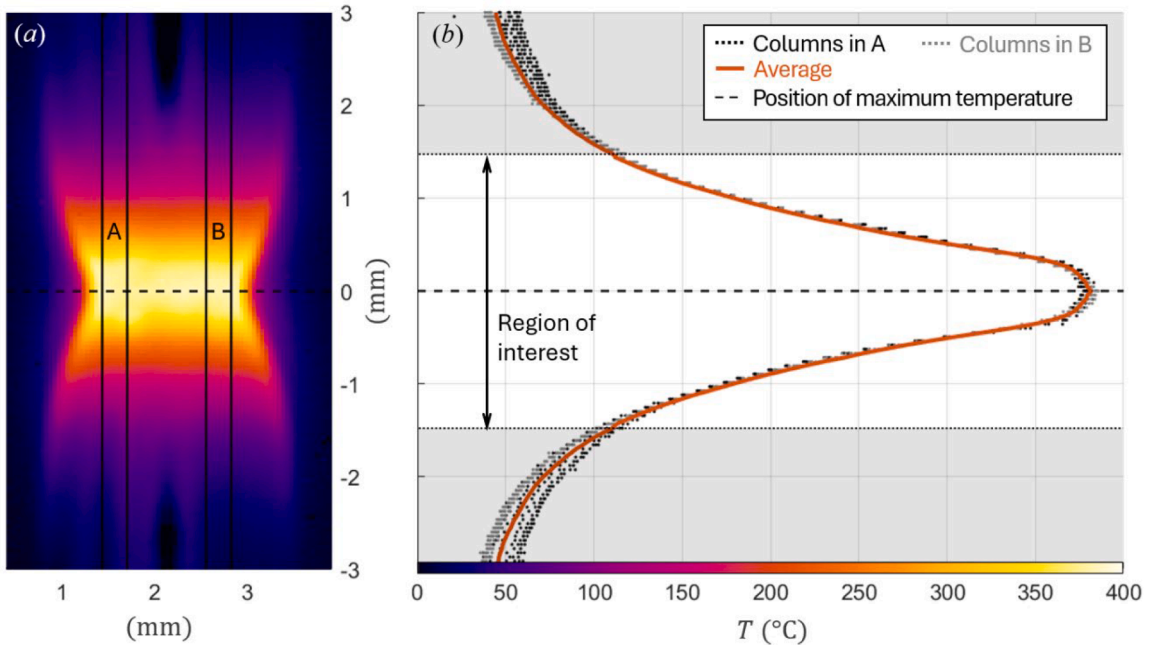 (a)
A
B
3
2
1
0
-1
-2
-3
(mm)
1
2
3
(mm)
(b)
Columns in A
Columns in B
Average
Position of maximum temperature
Region of
interest
0
50
100
150
200
250
300
350
400
T (°C)